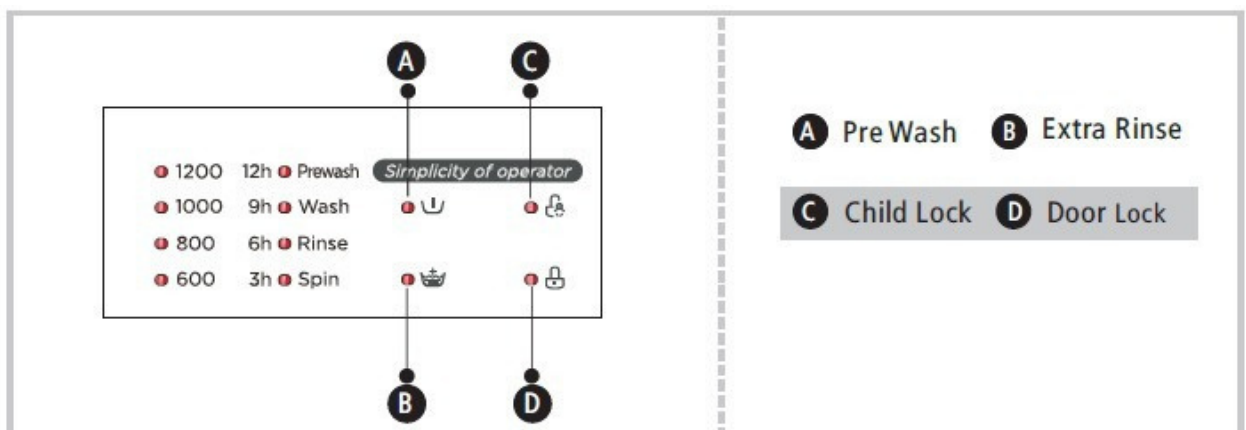 A C
1200 12h Prewash Simplicity of operator
1000 9h Wash
800 6h Rinse
600 3h Spin
B D
A Pre Wash B Extra Rinse
C Child Lock D Door Lock